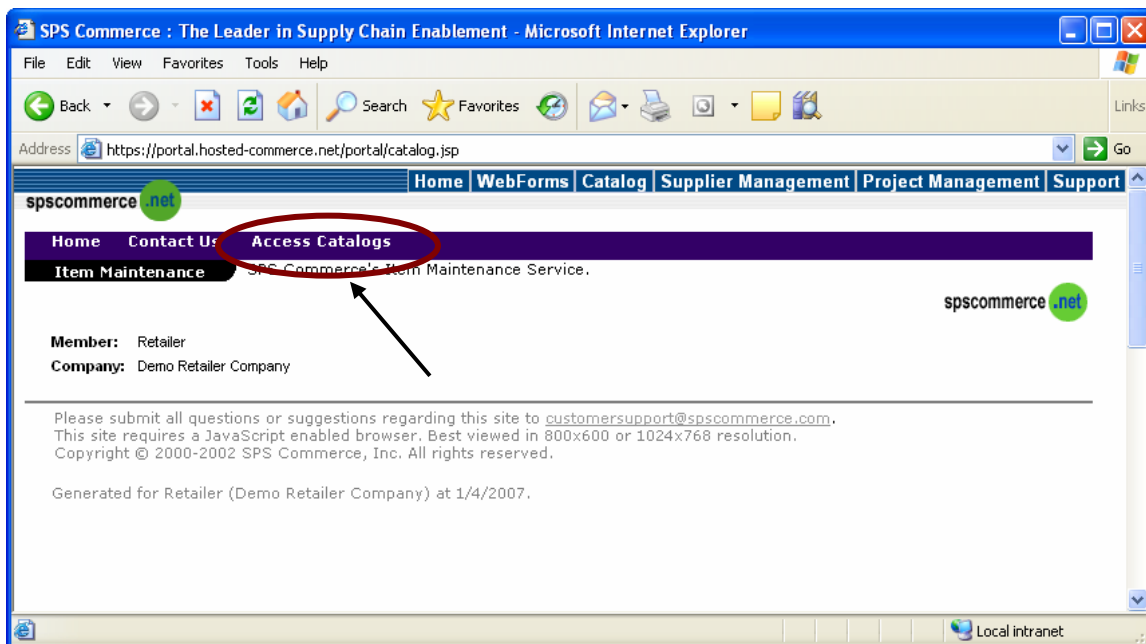 SPS Commerce : The Leader in Supply Chain Enablement - Microsoft Internet Explorer
File Edit View Favorites Tools Help
Back Search Favorites Links
Address https://portal.hosted-commerce.net/portal/catalog.jsp Go
Home WebForms Catalog Supplier Management Project Management Support
spscommerce .net
Home Contact Us Access Catalogs
Item Maintenance SPS Commerce's Item Maintenance Service.
spscommerce .net
Member: Retailer
Company: Demo Retailer Company
Please submit all questions or suggestions regarding this site to customersupport@spscommerce.com.
This site requires a JavaScript enabled browser. Best viewed in 800x600 or 1024x768 resolution.
Copyright © 2000-2002 SPS Commerce, Inc. All rights reserved.
Generated for Retailer (Demo Retailer Company) at 1/4/2007.
Local intranet